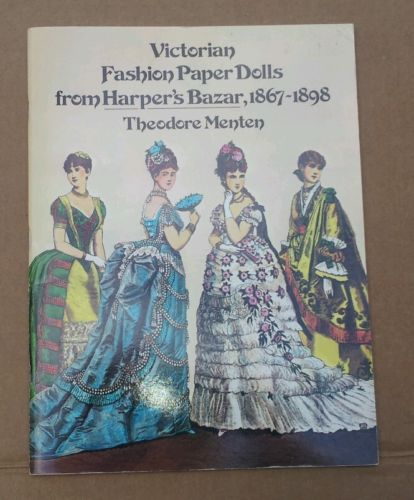 Victorian
Fashion Paper Dolls
from Harper's Bazar, 1867-1898
Theodore Menten